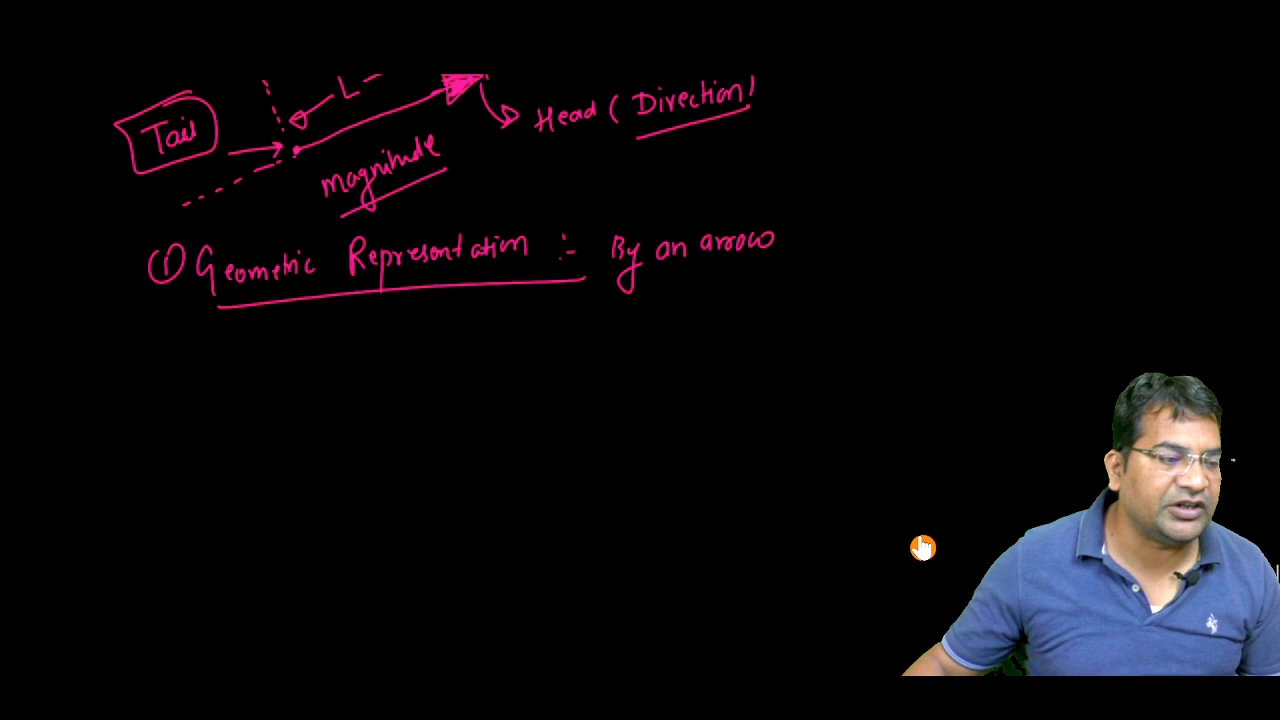 L
Tail
Head (Direction)
magnitude
① Geometric Representation :- By an arrow